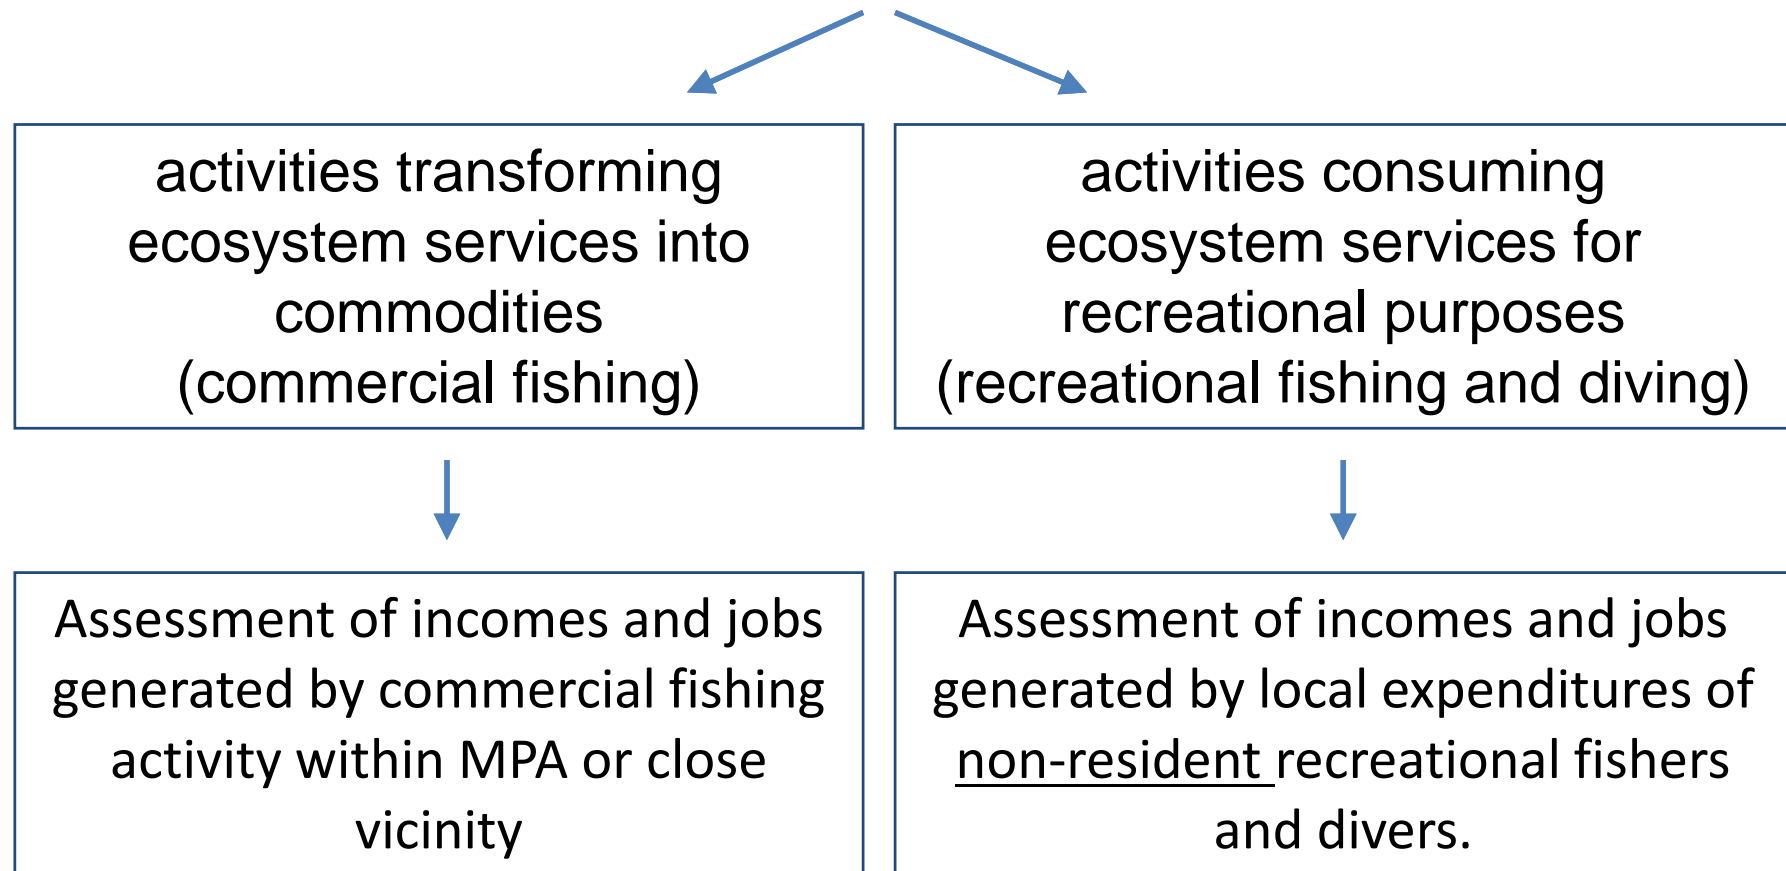 activities transforming
ecosystem services into
commodities
(commercial fishing)
activities consuming
ecosystem services for
recreational purposes
(recreational fishing and diving)
Assessment of incomes and jobs
generated by commercial fishing
activity within MPA or close
vicinity
Assessment of incomes and jobs
generated by local expenditures of
non-resident recreational fishers
and divers.